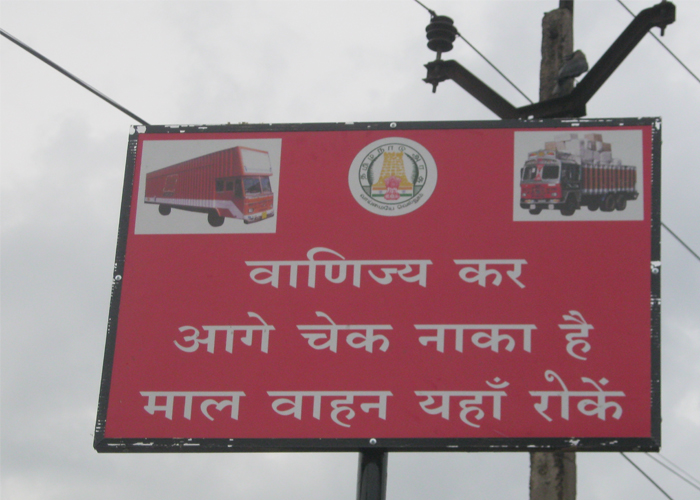 वाणिज्य कर
आगे चेक नाका है
माल वाहन यहाँ रोकें